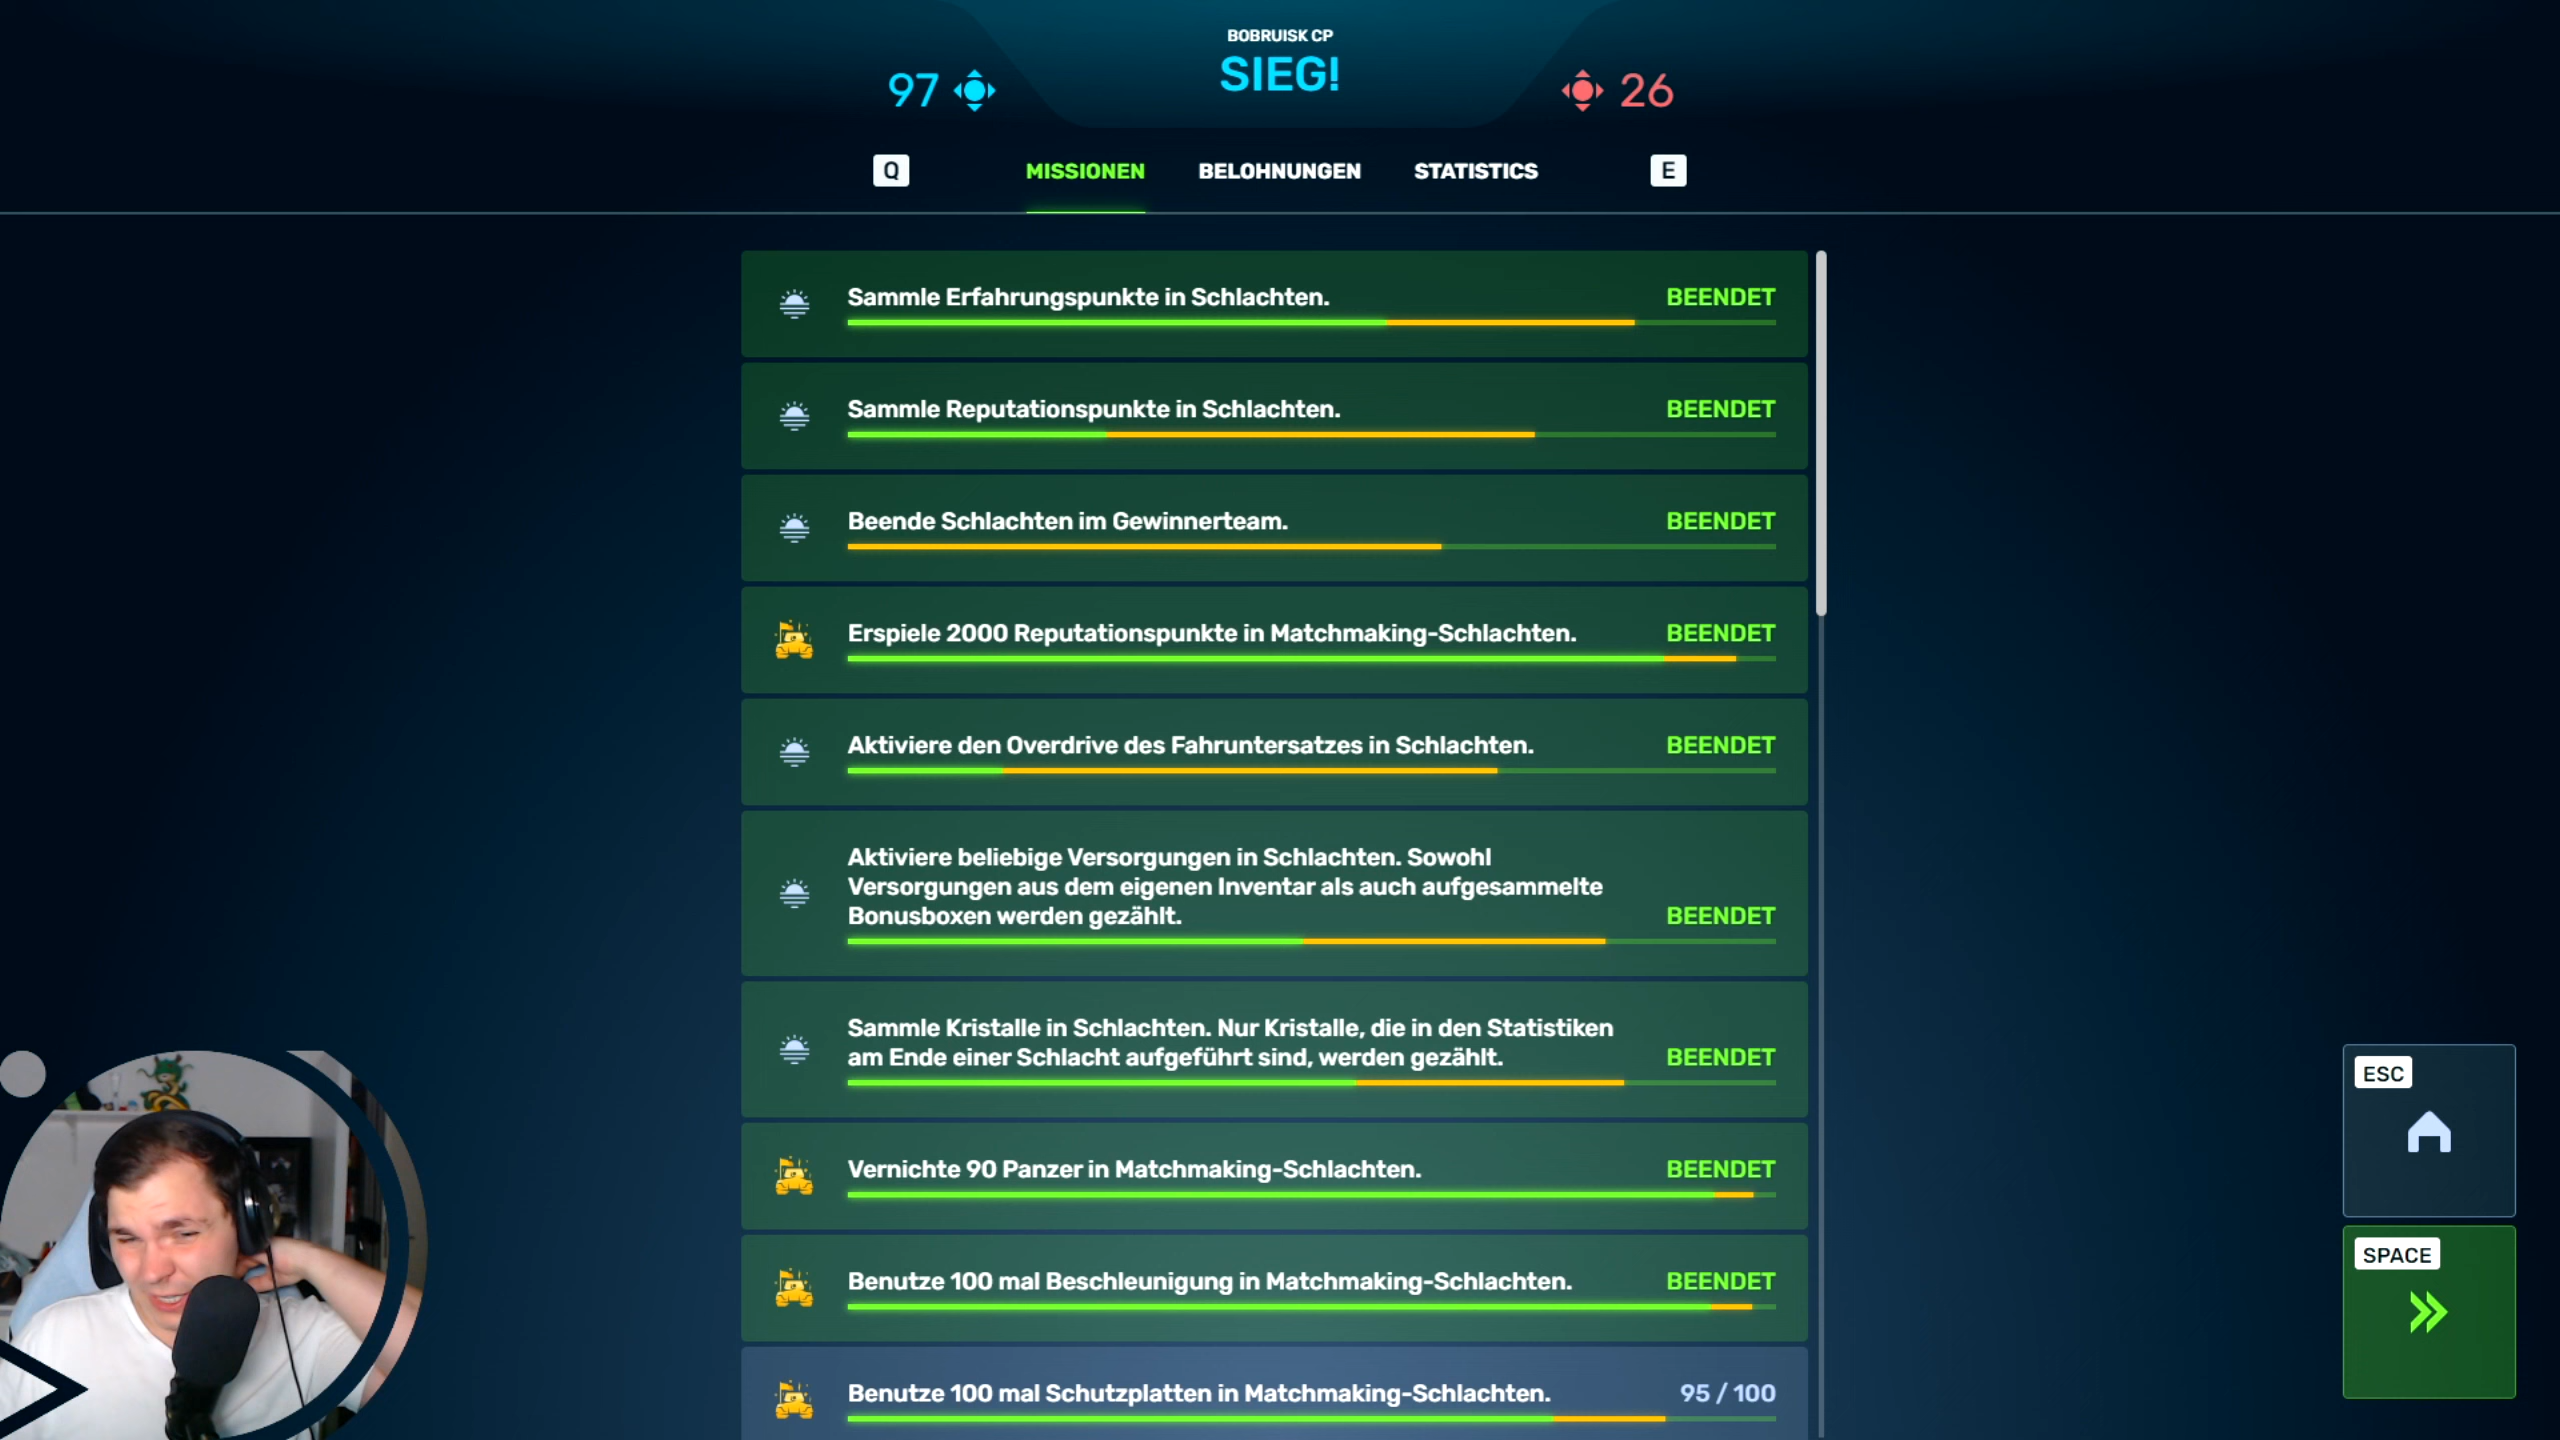 BOBRUISK CP
SIEG!
97
26
Q
MISSIONEN
BELOHNUNGEN
STATISTICS
E
Sammle Erfahrungspunkte in Schlachten.
BEENDET
Sammle Reputationspunkte in Schlachten.
BEENDET
Beende Schlachten im Gewinnerteam.
BEENDET
Erspiele 2000 Reputationspunkte in Matchmaking-Schlachten.
BEENDET
Aktiviere den Overdrive des Fahruntersatzes in Schlachten.
BEENDET
Aktiviere beliebige Versorgungen in Schlachten. Sowohl
Versorgungen aus dem eigenen Inventar als auch aufgesammelte
Bonusboxen werden gezählt.
BEENDET
Sammle Kristalle in Schlachten. Nur Kristalle, die in den Statistiken
am Ende einer Schlacht aufgeführt sind, werden gezählt.
BEENDET
Vernichte 90 Panzer in Matchmaking-Schlachten.
BEENDET
Benutze 100 mal Beschleunigung in Matchmaking-Schlachten.
BEENDET
Benutze 100 mal Schutzplatten in Matchmaking-Schlachten.
95 / 100
ESC
SPACE